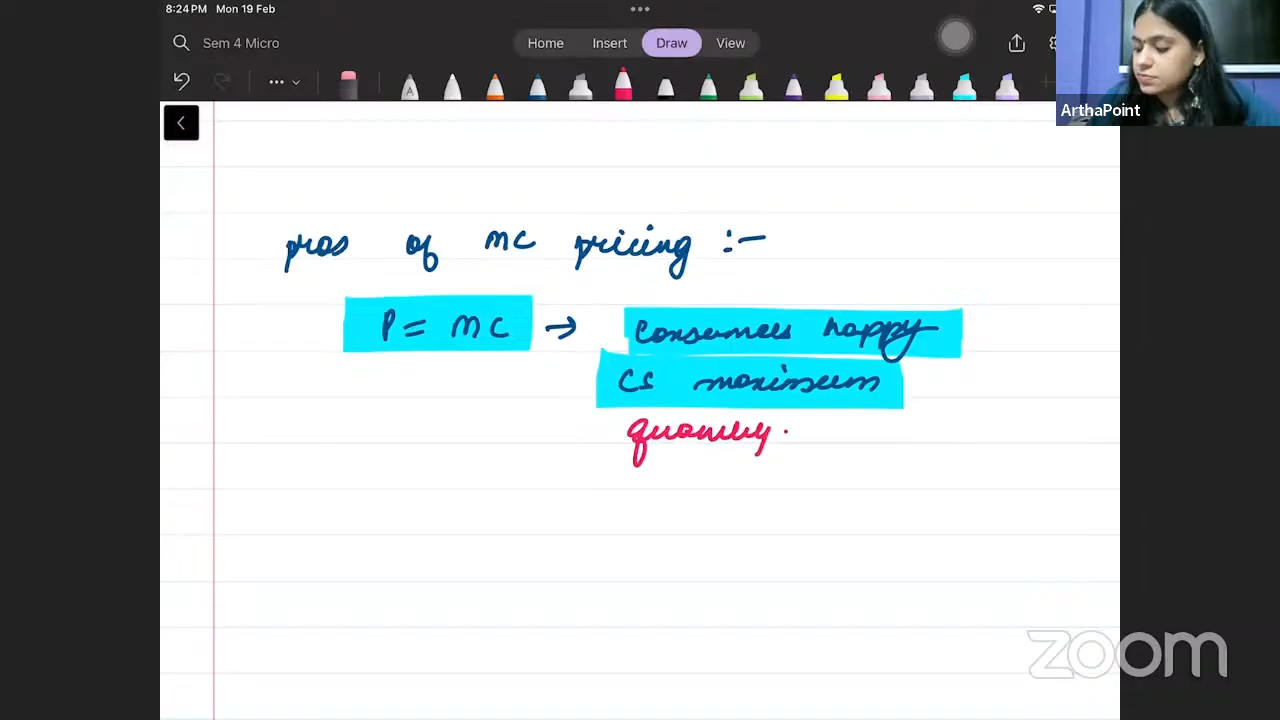 8:24 PM Mon 19 Feb
Sem 4 Micro
Home Insert Draw View
A
ArthaPoint
pros of MC pricing :-
P = MC → Consumers happy
CS maximum
quantity.
zoom